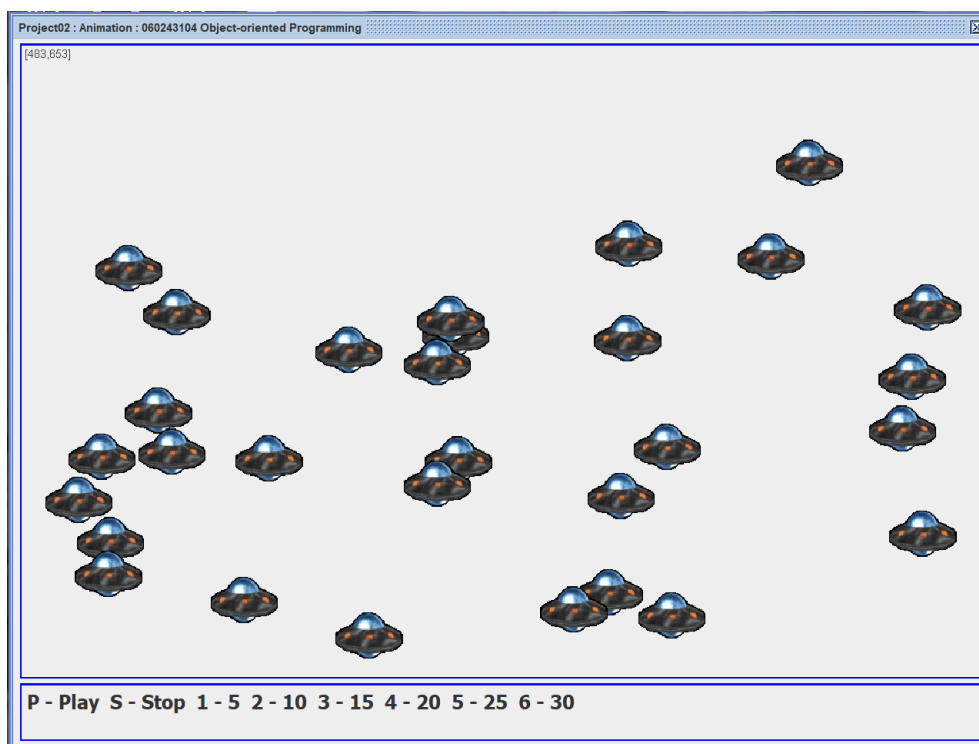 Project02 : Animation : 060243104 Object-oriented Programming
[483,653]
P - Play S - Stop 1 - 5 2 - 10 3 - 15 4 - 20 5 - 25 6 - 30